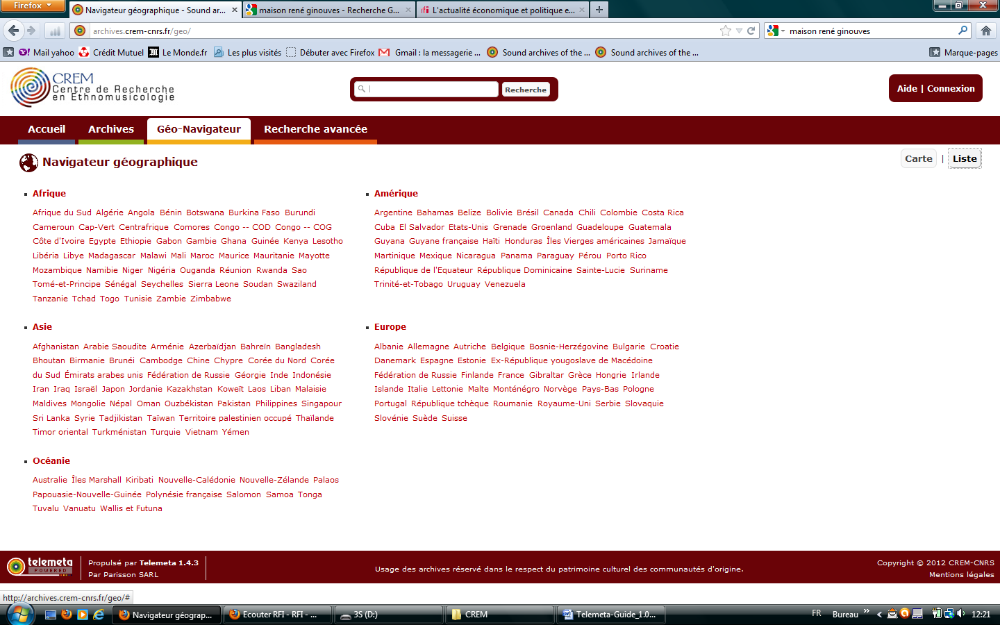 Firefox
Navigateur géographique - Sound ar...
maison rené ginouves - Recherche G...
L'actualité économique et politique e...
archives.crem-cnrs.fr/geo/
maison rené ginouves
Mail yahoo
Crédit Mutuel
Le Monde.fr
Les plus visités
Débuter avec Firefox
Gmail : la messagerie ...
Sound archives of the ...
Sound archives of the ...
Marque-pages
CREM
Centre de Recherche
en Ethnomusicologie
Recherche
Aide | Connexion
Accueil
Archives
Géo-Navigateur
Recherche avancée
Navigateur géographique
Carte | Liste
Afrique
Afrique du Sud Algérie Angola Bénin Botswana Burkina Faso Burundi
Cameroun Cap-Vert Centrafrique Comores Congo -- COD Congo -- COG
Côte d'Ivoire Egypte Ethiopie Gabon Gambie Ghana Guinée Kenya Lesotho
Libéria Libye Madagascar Malawi Mali Maroc Maurice Mauritanie Mayotte
Mozambique Namibie Niger Nigéria Ouganda Réunion Rwanda Sao
Tomé-et-Principe Sénégal Seychelles Sierra Leone Soudan Swaziland
Tanzanie Tchad Togo Tunisie Zambie Zimbabwe
Amérique
Argentine Bahamas Belize Bolivie Brésil Canada Chili Colombie Costa Rica
Cuba El Salvador Etats-Unis Grenade Groenland Guadeloupe Guatemala
Guyana Guyane française Haïti Honduras Îles Vierges américaines Jamaïque
Martinique Mexique Nicaragua Panama Paraguay Pérou Porto Rico
République de l'Equateur République Dominicaine Sainte-Lucie Suriname
Trinité-et-Tobago Uruguay Venezuela
Asie
Afghanistan Arabie Saoudite Arménie Azerbaïdjan Bahreïn Bangladesh
Bhoutan Birmanie Brunéi Cambodge Chine Chypre Corée du Nord Corée
du Sud Émirats arabes unis Fédération de Russie Géorgie Inde Indonésie
Iran Iraq Israël Japon Jordanie Kazakhstan Koweït Laos Liban Malaisie
Maldives Mongolie Népal Oman Ouzbékistan Pakistan Philippines Singapour
Sri Lanka Syrie Tadjikistan Taïwan Territoire palestinien occupé Thaïlande
Timor oriental Turkménistan Turquie Vietnam Yémen
Europe
Albanie Allemagne Autriche Belgique Bosnie-Herzégovine Bulgarie Croatie
Danemark Espagne Estonie Ex-République yougoslave de Macédoine
Fédération de Russie Finlande France Gibraltar Grèce Hongrie Irlande
Islande Italie Lettonie Malte Monténégro Norvège Pays-Bas Pologne
Portugal République tchèque Roumanie Royaume-Uni Serbie Slovaquie
Slovénie Suède Suisse
Océanie
Australie Îles Marshall Kiribati Nouvelle-Calédonie Nouvelle-Zélande Palaos
Papouasie-Nouvelle-Guinée Polynésie française Salomon Samoa Tonga
Tuvalu Vanuatu Wallis et Futuna
telemeta
POWERED
Propulsé par Telemeta 1.4.3
Par Parisson SARL
Usage des archives réservé dans le respect du patrimoine culturel des communautés d'origine.
Copyright © 2012 CREM-CNRS
Mentions légales
http://archives.crem-cnrs.fr/geo/#
Navigateur géograp...
Ecouter RFI - RFI - ...
3S (D:)
CREM
Telemeta-Guide_1.0...
FR
Bureau
12:21